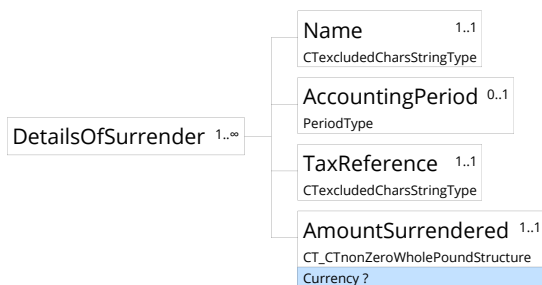 Name 1..1
CTexcludedCharsStringType
AccountingPeriod 0..1
PeriodType
DetailsOfSurrender 1..∞
TaxReference 1..1
CTexcludedCharsStringType
AmountSurrendered 1..1
CT_CTnonZeroWholePoundStructure
Currency ?